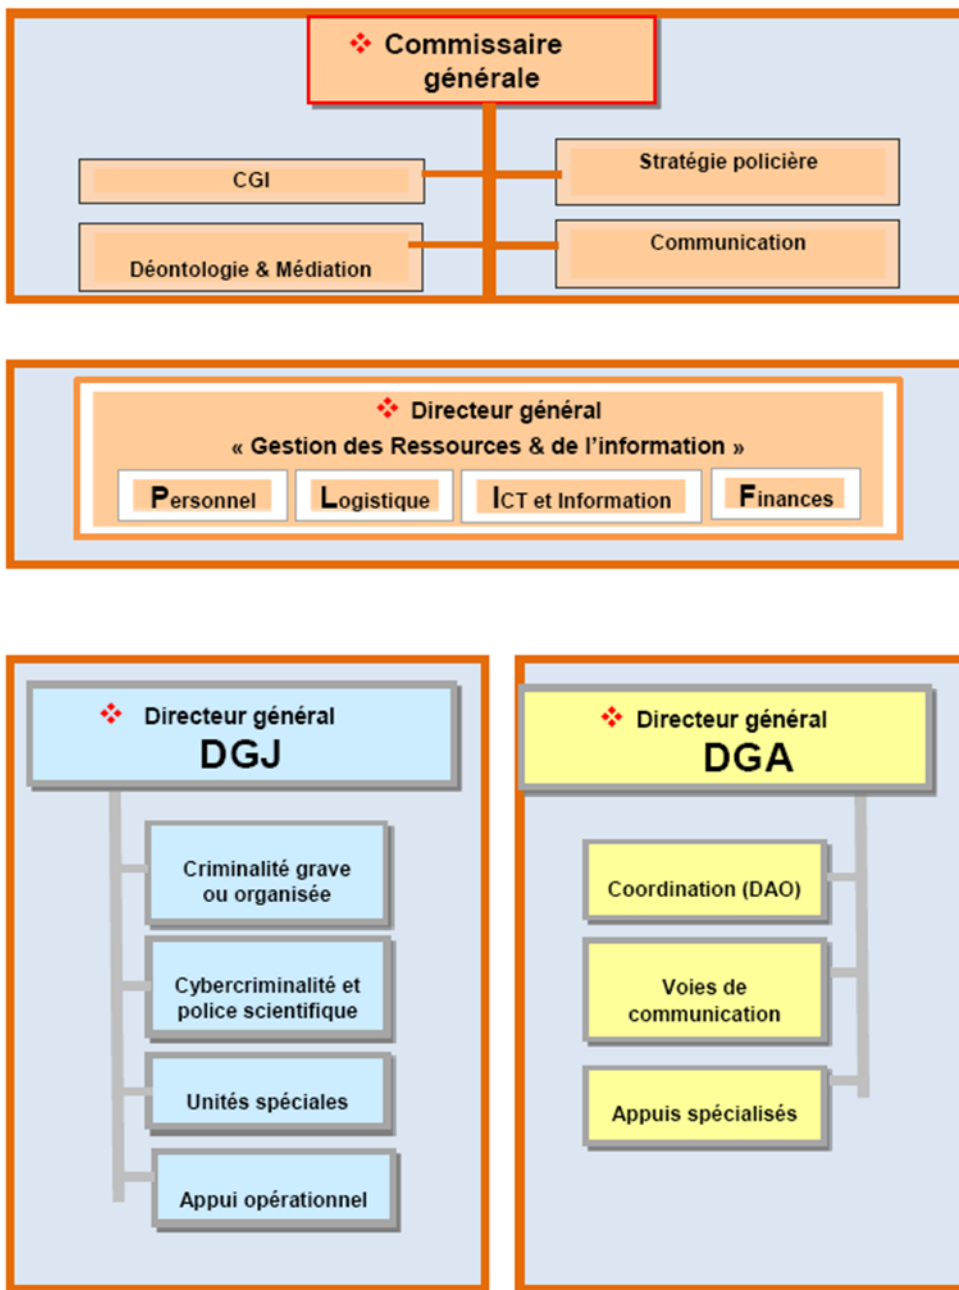 Commissaire
générale
CGI
Stratégie policière
Déontologie & Médiation
Communication
Directeur général
« Gestion des Ressources & de l'information »
Personnel
Logistique
ICT et Information
Finances
Directeur général
DGJ
Criminalité grave
ou organisée
Cybercriminalité et
police scientifique
Unités spéciales
Appui opérationnel
Directeur général
DGA
Coordination (DAO)
Voies de
communication
Appuis spécialisés